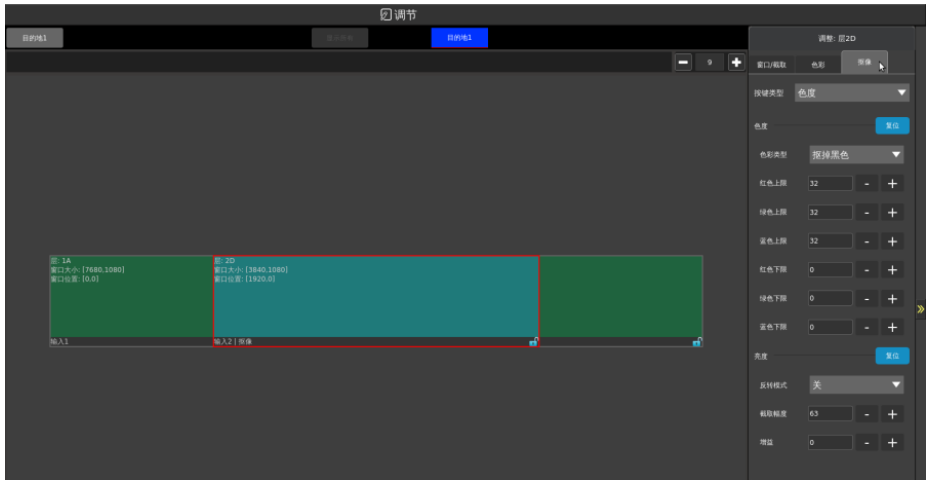 调节
目的地1
目的地1
调整: 层2D
9
窗口/截取 色彩 抠像
按键类型 色度
色度 复位
色彩类型 抠掉黑色
红色上限 32 - +
绿色上限 32 - +
蓝色上限 32 - +
红色下限 0 - +
绿色下限 0 - +
蓝色下限 0 - +
亮度 复位
反转模式 关
截取幅度 63 - +
增益 0 - +
层: 1A
窗口大小: [7680,1080]
窗口位置: [0,0]
输入1
层: 2D
窗口大小: [3840,1080]
窗口位置: [1920,0]
输入2 | 抠像